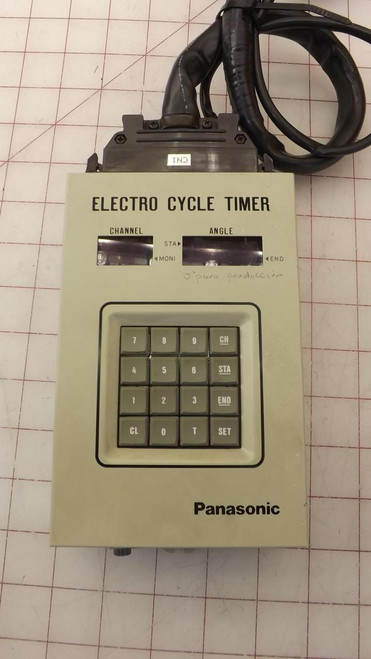 CN1
ELECTRO CYCLE TIMER
CHANNEL ANGLE
STA
MONI END
7 8 9 CH
4 5 6 STA
1 2 3 END
CL 0 T SET
Panasonic